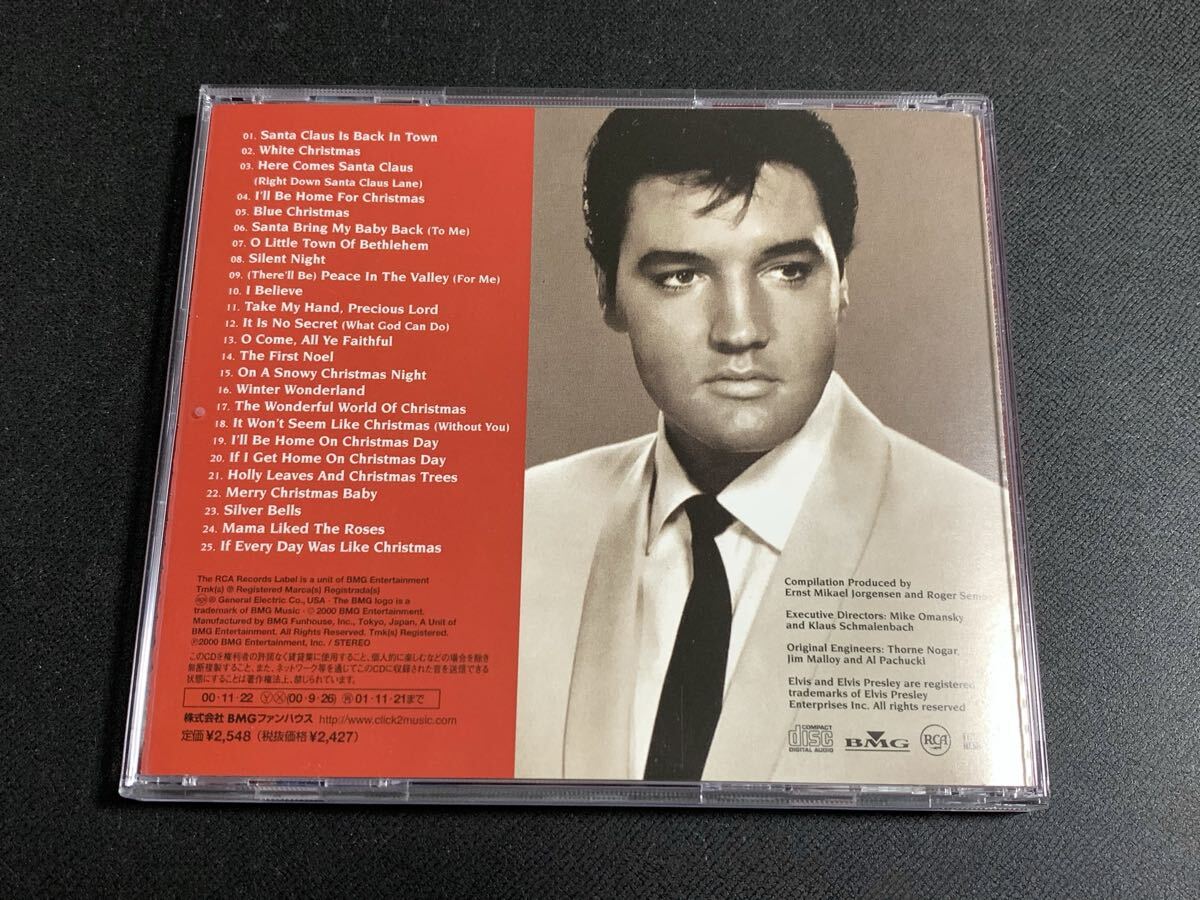 01. Santa Claus Is Back In Town
02. White Christmas
03. Here Comes Santa Claus
(Right Down Santa Claus Lane)
04. I'll Be Home For Christmas
05. Blue Christmas
06. Santa Bring My Baby Back (To Me)
07. O Little Town Of Bethlehem
08. Silent Night
09. (There'll Be) Peace In The Valley (For Me)
10. I Believe
11. Take My Hand, Precious Lord
12. It Is No Secret (What God Can Do)
13. O Come, All Ye Faithful
14. The First Noel
15. On A Snowy Christmas Night
16. Winter Wonderland
17. The Wonderful World Of Christmas
18. It Won't Seem Like Christmas (Without You)
19. I'll Be Home On Christmas Day
20. If I Get Home On Christmas Day
21. Holly Leaves And Christmas Trees
22. Merry Christmas Baby
23. Silver Bells
24. Mama Liked The Roses
25. If Every Day Was Like Christmas
The RCA Records Label is a unit of BMG Entertainment
Tmk(s) ® Registered Marca(s) Registrada(s)
RCA ® General Electric Co., USA · The BMG logo is a
trademark of BMG Music · © 2000 BMG Entertainment.
Manufactured by BMG Funhouse, Inc., Tokyo, Japan, A Unit of
BMG Entertainment. All Rights Reserved. Tmk(s) Registered.
℗2000 BMG Entertainment, Inc. / STEREO
このCDを権利者の許諾なく賃貸業に使用すること、個人的に楽しむなどの場合を除き
無断複製すること、また、ネットワーク等を通じてこのCDに収録された音を送信できる
状態にすることは著作権法上、禁じられています。
00·11·22 Ⓨ Ⓧ(00·9·26) 再 01·11·21まで
株式会社 BMGファンハウス http://www.click2music.com
定価¥2,548 (税抜価格¥2,427)
Compilation Produced by
Ernst Mikael Jorgensen and Roger
Executive Directors: Mike Omansky
and Klaus Schmalenbach
Original Engineers: Thorne Nogar,
Jim Malloy and Al Pachucki
Elvis and Elvis Presley are registered
trademarks of Elvis Presley
Enterprises Inc. All rights reserved
COMPACT disc DIGITAL AUDIO BMG RCA